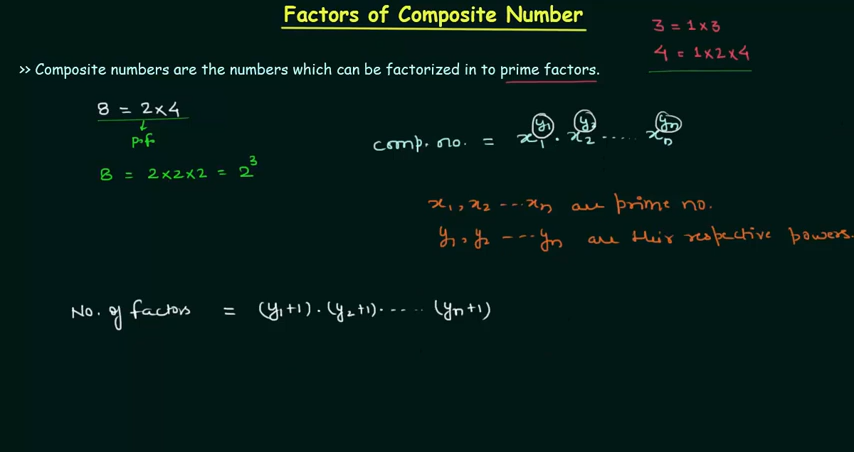 Factors of Composite Number
3 = 1 × 3
4 = 1 × 2 × 4
>> Composite numbers are the numbers which can be factorized in to prime factors.
8 = 2 × 4
p.f.
8 = 2 × 2 × 2 = 2³
comp. no. = x₁^y₁ · x₂^y₂ ..... xₙ^yₙ
x₁, x₂ ... xₙ are prime no.
y₁, y₂ ---- yₙ are their respective powers.
No. of factors = (y₁+1) · (y₂+1) · ..... (yₙ+1)